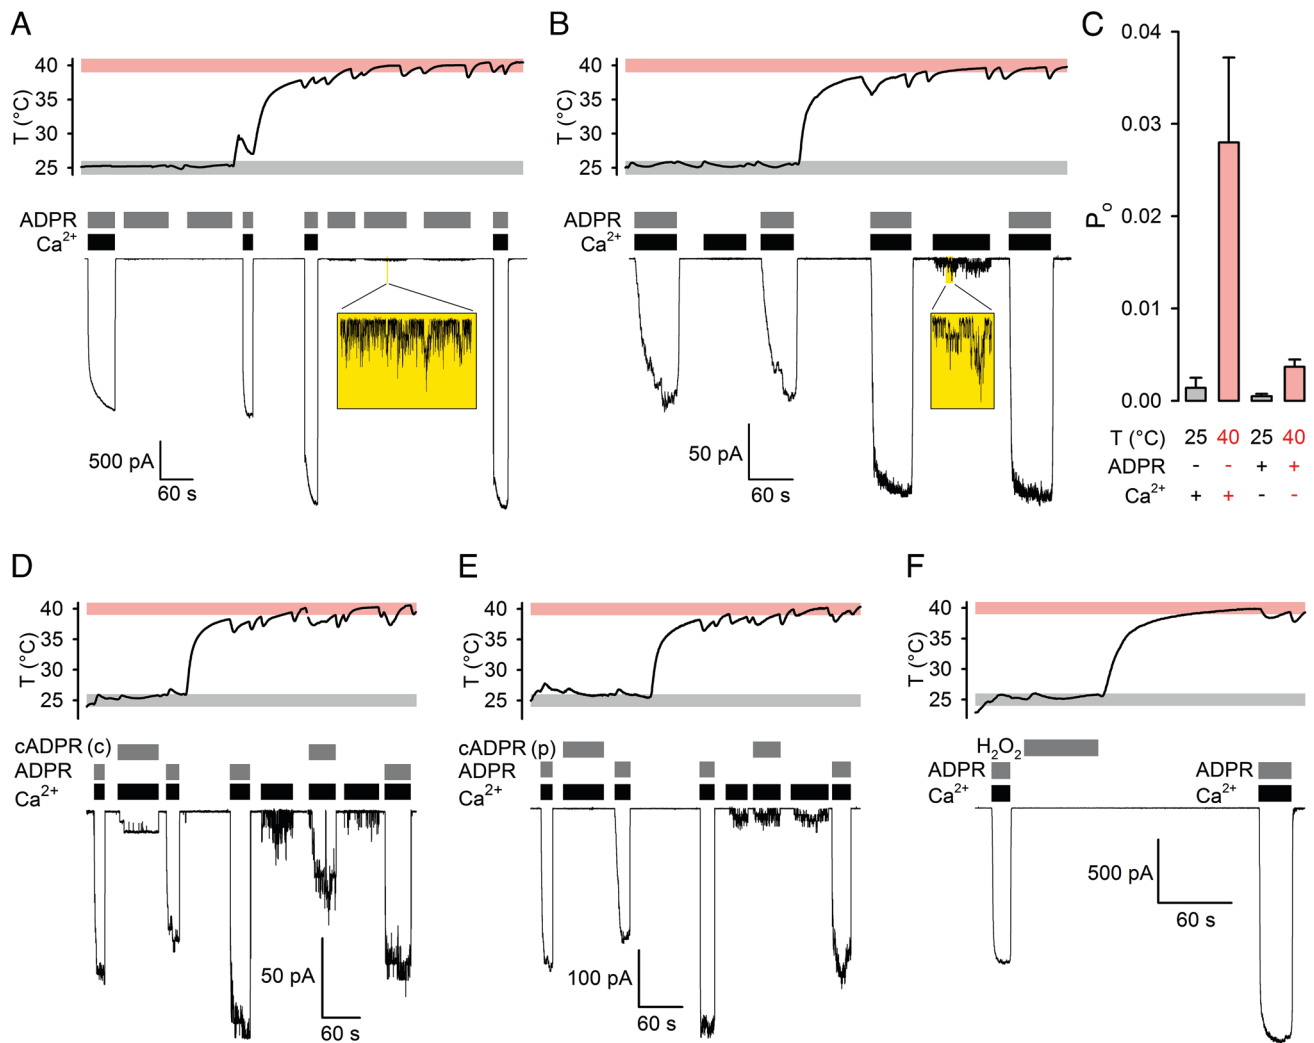 A
T (°C)
40
35
30
25
ADPR
Ca2+
500 pA
60 s
B
T (°C)
40
35
30
25
ADPR
Ca2+
50 pA
60 s
C
Po
0.04
0.03
0.02
0.01
0.00
T (°C) 25 40 25 40
ADPR - - + +
Ca2+ + + - -
D
T (°C)
40
35
30
25
cADPR (c)
ADPR
Ca2+
50 pA
60 s
E
T (°C)
40
35
30
25
cADPR (p)
ADPR
Ca2+
100 pA
60 s
F
T (°C)
40
35
30
25
H2O2
ADPR ADPR
Ca2+ Ca2+
500 pA
60 s